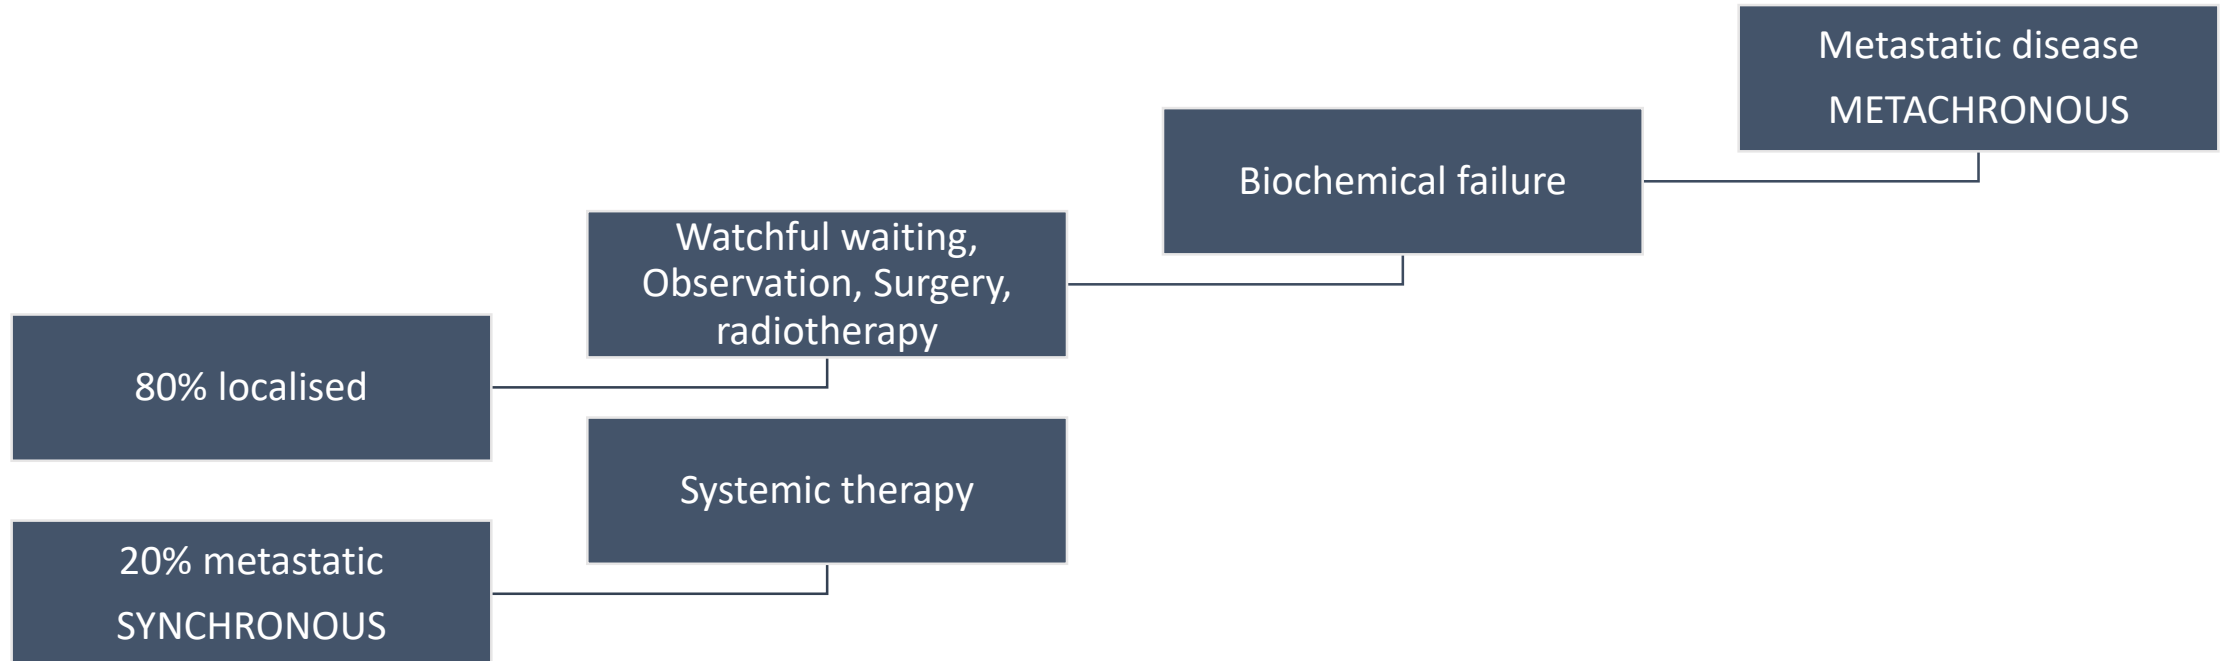 Metastatic disease
METACHRONOUS
Biochemical failure
Watchful waiting,
Observation, Surgery,
radiotherapy
80% localised
Systemic therapy
20% metastatic
SYNCHRONOUS